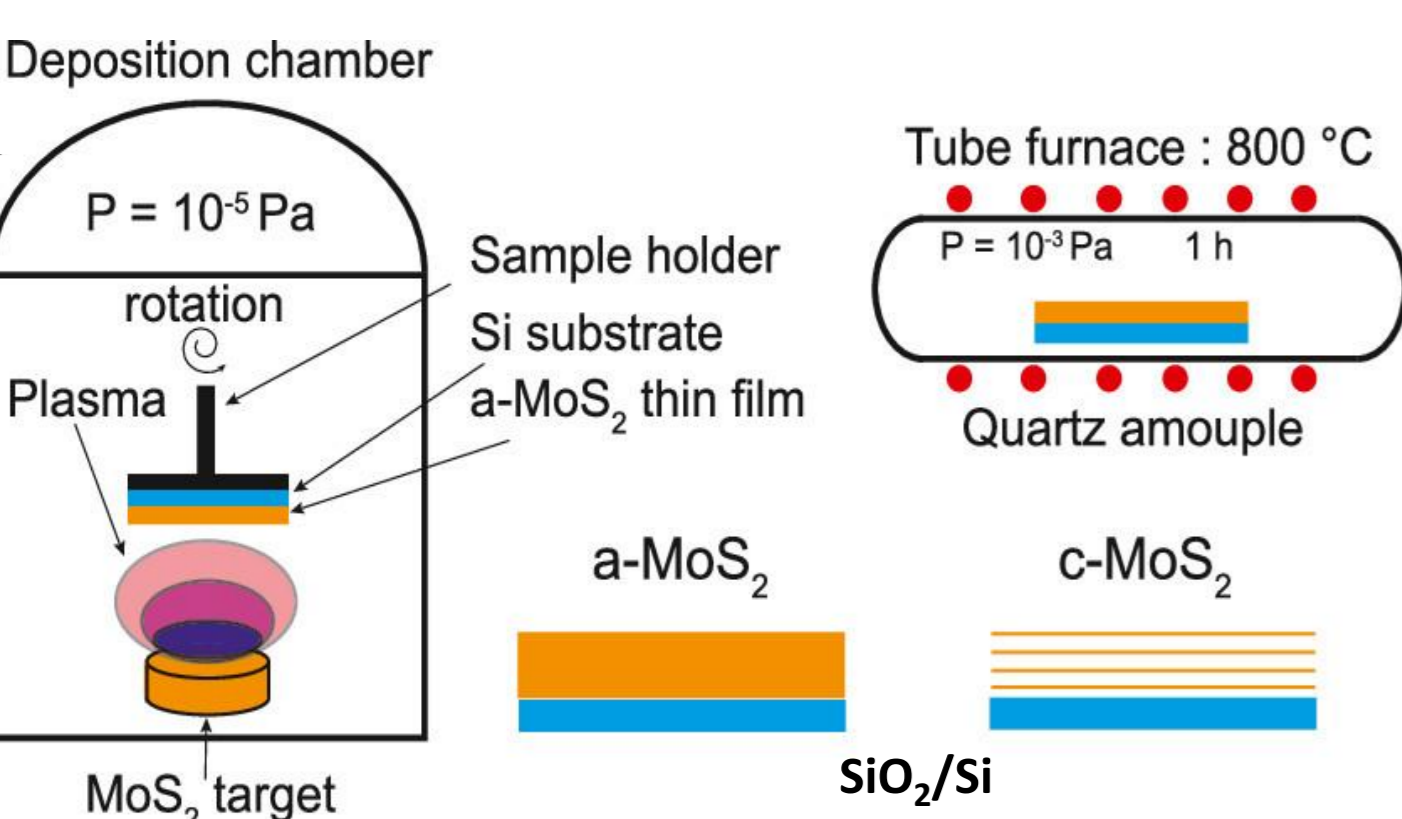 Deposition chamber
P = 10⁻⁵ Pa
rotation
Plasma
Sample holder
Si substrate
a-MoS₂ thin film
MoS₂ target
Tube furnace : 800 °C
P = 10⁻³ Pa 1 h
Quartz amouple
a-MoS₂
c-MoS₂
SiO₂/Si